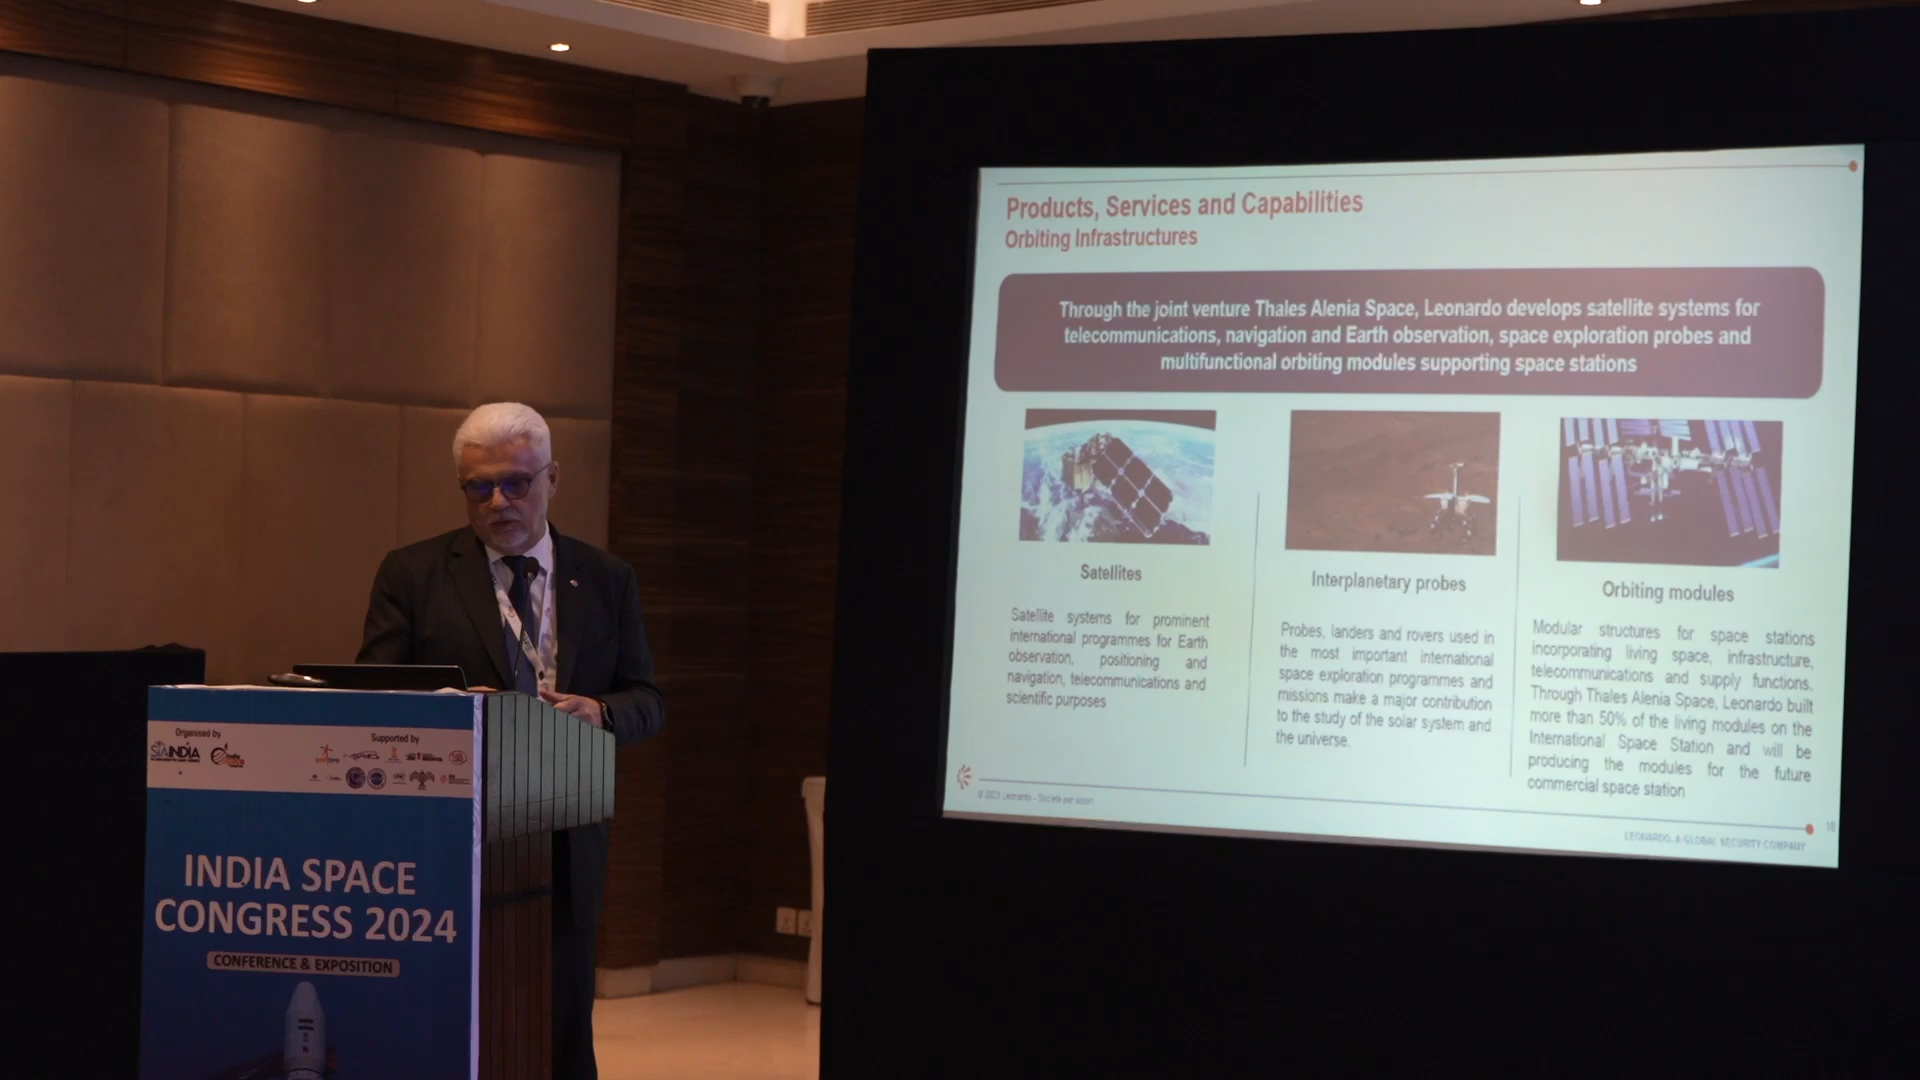 Products, Services and Capabilities
Orbiting Infrastructures
Through the joint venture Thales Alenia Space, Leonardo develops satellite systems for
telecommunications, navigation and Earth observation, space exploration probes and
multifunctional orbiting modules supporting space stations
Satellites
Satellite systems for prominent
international programmes for Earth
observation, positioning and
navigation, telecommunications and
scientific purposes
Interplanetary probes
Probes, landers and rovers used in
the most important international
space exploration programmes and
missions make a major contribution
to the study of the solar system and
the universe.
Orbiting modules
Modular structures for space stations
incorporating living space, infrastructure,
telecommunications and supply functions.
Through Thales Alenia Space, Leonardo built
more than 50% of the living modules on the
International Space Station and will be
producing the modules for the future
commercial space station
© 2023 Leonardo - Società per azioni
LEONARDO, A GLOBAL SECURITY COMPANY
Organised by
SIAINDIA
Supported by
INDIA SPACE
CONGRESS 2024
CONFERENCE & EXPOSITION